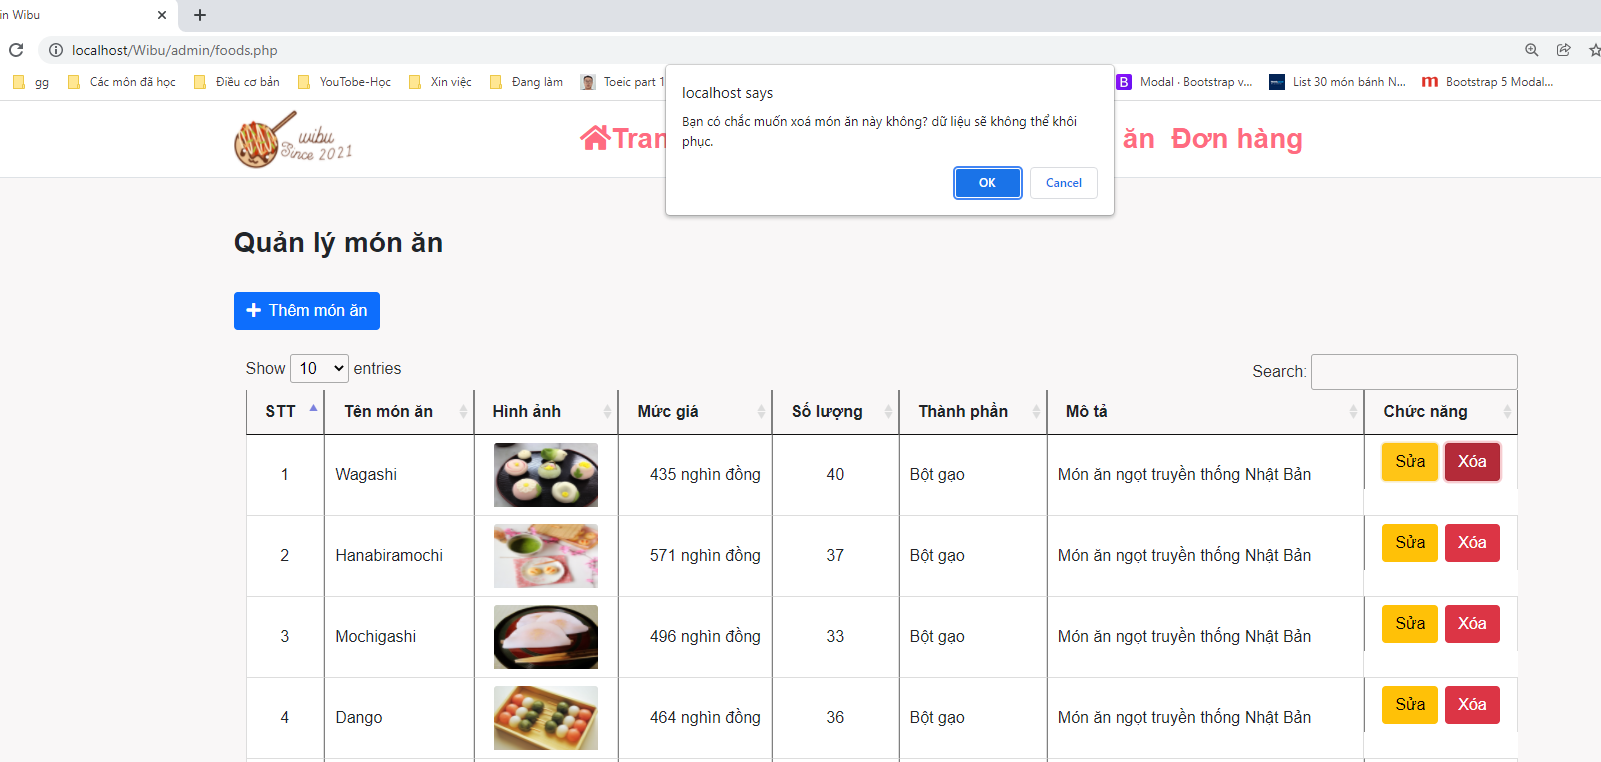 in Wibu
localhost/Wibu/admin/foods.php
gg Các môn đã học Điều cơ bản YouTobe-Học Xin việc Đang làm Toeic part 1 Modal · Bootstrap v... List 30 món bánh N... Bootstrap 5 Modal...
localhost says
Bạn có chắc muốn xoá món ăn này không? dữ liệu sẽ không thể khôi
phục.
OK Cancel
wibu
Since 2021
Tran ăn Đơn hàng
Quản lý món ăn
Thêm món ăn
Show 10 entries Search:
STT Tên món ăn Hình ảnh Mức giá Số lượng Thành phần Mô tả Chức năng
1 Wagashi 435 nghìn đồng 40 Bột gạo Món ăn ngọt truyền thống Nhật Bản Sửa Xóa
2 Hanabiramochi 571 nghìn đồng 37 Bột gạo Món ăn ngọt truyền thống Nhật Bản Sửa Xóa
3 Mochigashi 496 nghìn đồng 33 Bột gạo Món ăn ngọt truyền thống Nhật Bản Sửa Xóa
4 Dango 464 nghìn đồng 36 Bột gạo Món ăn ngọt truyền thống Nhật Bản Sửa Xóa